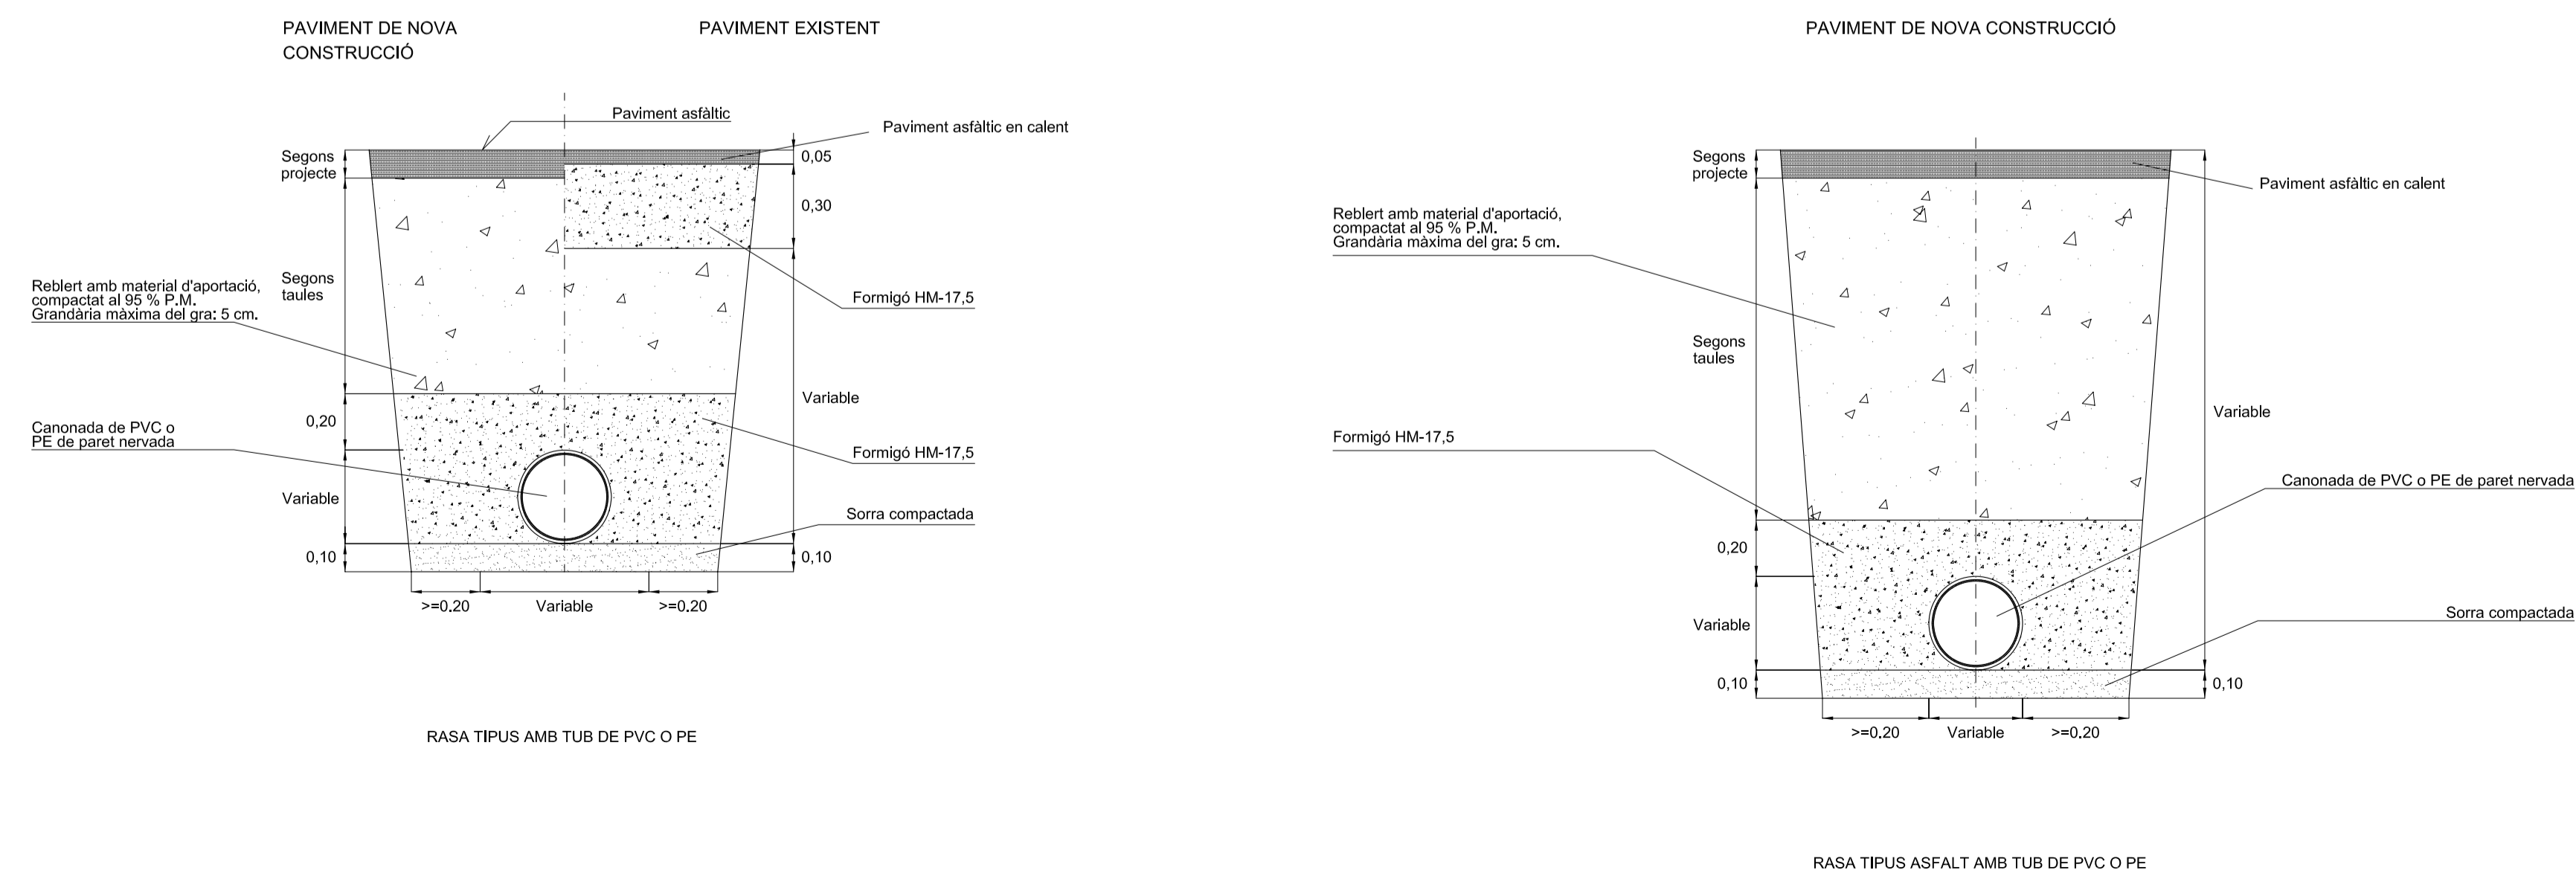 PAVIMENT DE NOVA
CONSTRUCCIÓ
PAVIMENT EXISTENT
Paviment asfàltic
Paviment asfàltic en calent
Segons
projecte
0,05
0,30
Segons
taules
Reblert amb material d'aportació,
compactat al 95 % P.M.
Grandària màxima del gra: 5 cm.
Formigó HM-17,5
Variable
0,20
Canonada de PVC o
PE de paret nervada
Formigó HM-17,5
Variable
Sorra compactada
0,10
0,10
>=0.20
Variable
>=0.20
RASA TIPUS AMB TUB DE PVC O PE
PAVIMENT DE NOVA CONSTRUCCIÓ
Segons
projecte
Paviment asfàltic en calent
Reblert amb material d'aportació,
compactat al 95 % P.M.
Grandària màxima del gra: 5 cm.
Segons
taules
Variable
Formigó HM-17,5
Canonada de PVC o PE de paret nervada
0,20
Variable
Sorra compactada
0,10
0,10
>=0.20
Variable
>=0.20
RASA TIPUS ASFALT AMB TUB DE PVC O PE